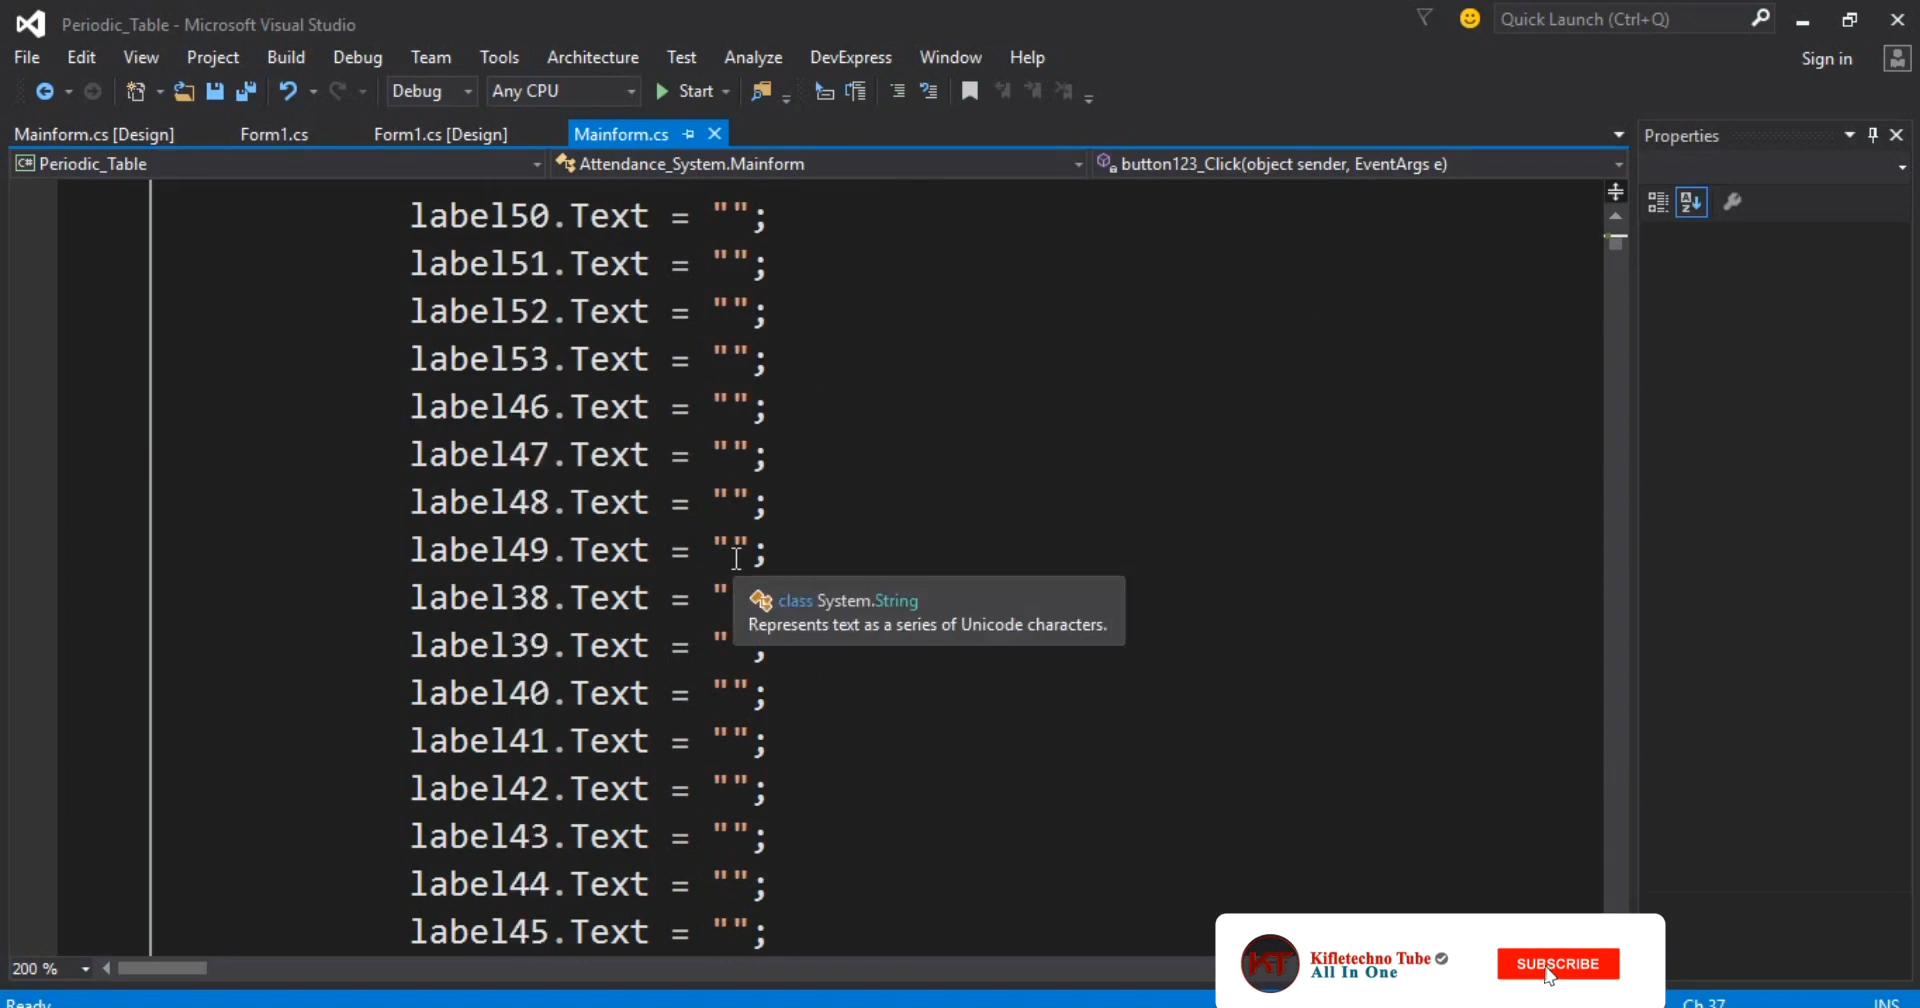 Periodic_Table - Microsoft Visual Studio
Quick Launch (Ctrl+Q)
File Edit View Project Build Debug Team Tools Architecture Test Analyze DevExpress Window Help
Sign in
Debug Any CPU Start
Mainform.cs [Design] Form1.cs Form1.cs [Design] Mainform.cs
Properties
C# Periodic_Table Attendance_System.Mainform button123_Click(object sender, EventArgs e)
label50.Text = "";
label51.Text = "";
label52.Text = "";
label53.Text = "";
label46.Text = "";
label47.Text = "";
label48.Text = "";
label49.Text = "";
label38.Text = "
class System.String
Represents text as a series of Unicode characters.
label39.Text = " ;
label40.Text = "";
label41.Text = "";
label42.Text = "";
label43.Text = "";
label44.Text = "";
label45.Text = "";
200 %
KT
Kifletechno Tube
All In One
SUBSCRIBE
Ready Ch 37 INS